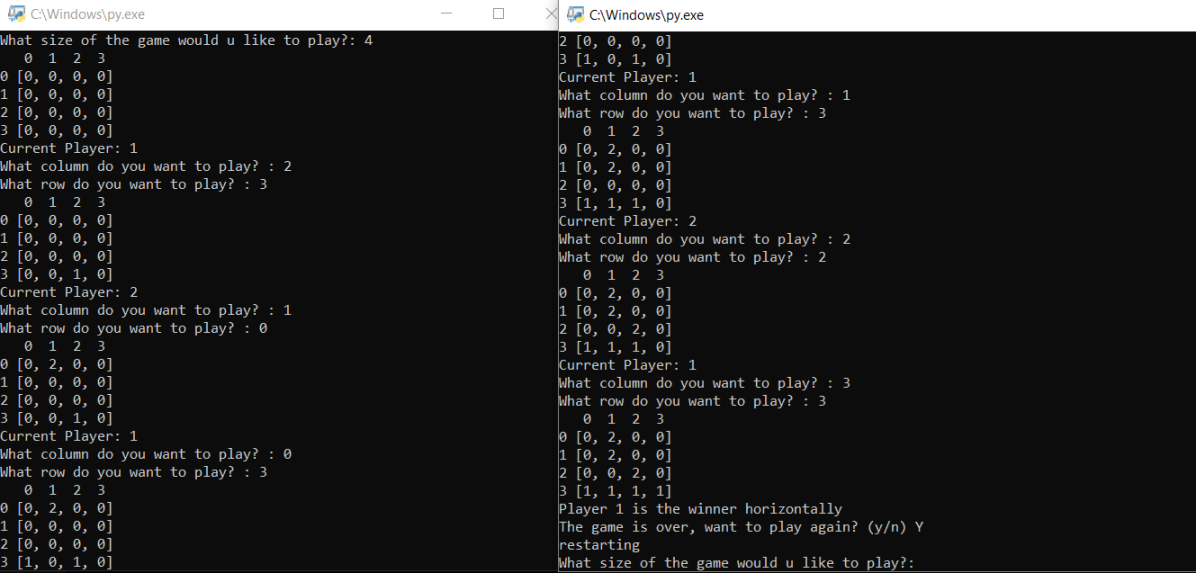 C:\Windows\py.exe
What size of the game would u like to play?: 4
   0  1  2  3
0 [0, 0, 0, 0]
1 [0, 0, 0, 0]
2 [0, 0, 0, 0]
3 [0, 0, 0, 0]
Current Player: 1
What column do you want to play? : 2
What row do you want to play? : 3
   0  1  2  3
0 [0, 0, 0, 0]
1 [0, 0, 0, 0]
2 [0, 0, 0, 0]
3 [0, 0, 1, 0]
Current Player: 2
What column do you want to play? : 1
What row do you want to play? : 0
   0  1  2  3
0 [0, 2, 0, 0]
1 [0, 0, 0, 0]
2 [0, 0, 0, 0]
3 [0, 0, 1, 0]
Current Player: 1
What column do you want to play? : 0
What row do you want to play? : 3
   0  1  2  3
0 [0, 2, 0, 0]
1 [0, 0, 0, 0]
2 [0, 0, 0, 0]
3 [1, 0, 1, 0]
C:\Windows\py.exe
2 [0, 0, 0, 0]
3 [1, 0, 1, 0]
Current Player: 1
What column do you want to play? : 1
What row do you want to play? : 3
   0  1  2  3
0 [0, 2, 0, 0]
1 [0, 2, 0, 0]
2 [0, 0, 0, 0]
3 [1, 1, 1, 0]
Current Player: 2
What column do you want to play? : 2
What row do you want to play? : 2
   0  1  2  3
0 [0, 2, 0, 0]
1 [0, 2, 0, 0]
2 [0, 0, 2, 0]
3 [1, 1, 1, 0]
Current Player: 1
What column do you want to play? : 3
What row do you want to play? : 3
   0  1  2  3
0 [0, 2, 0, 0]
1 [0, 2, 0, 0]
2 [0, 0, 2, 0]
3 [1, 1, 1, 1]
Player 1 is the winner horizontally
The game is over, want to play again? (y/n) Y
restarting
What size of the game would u like to play?: